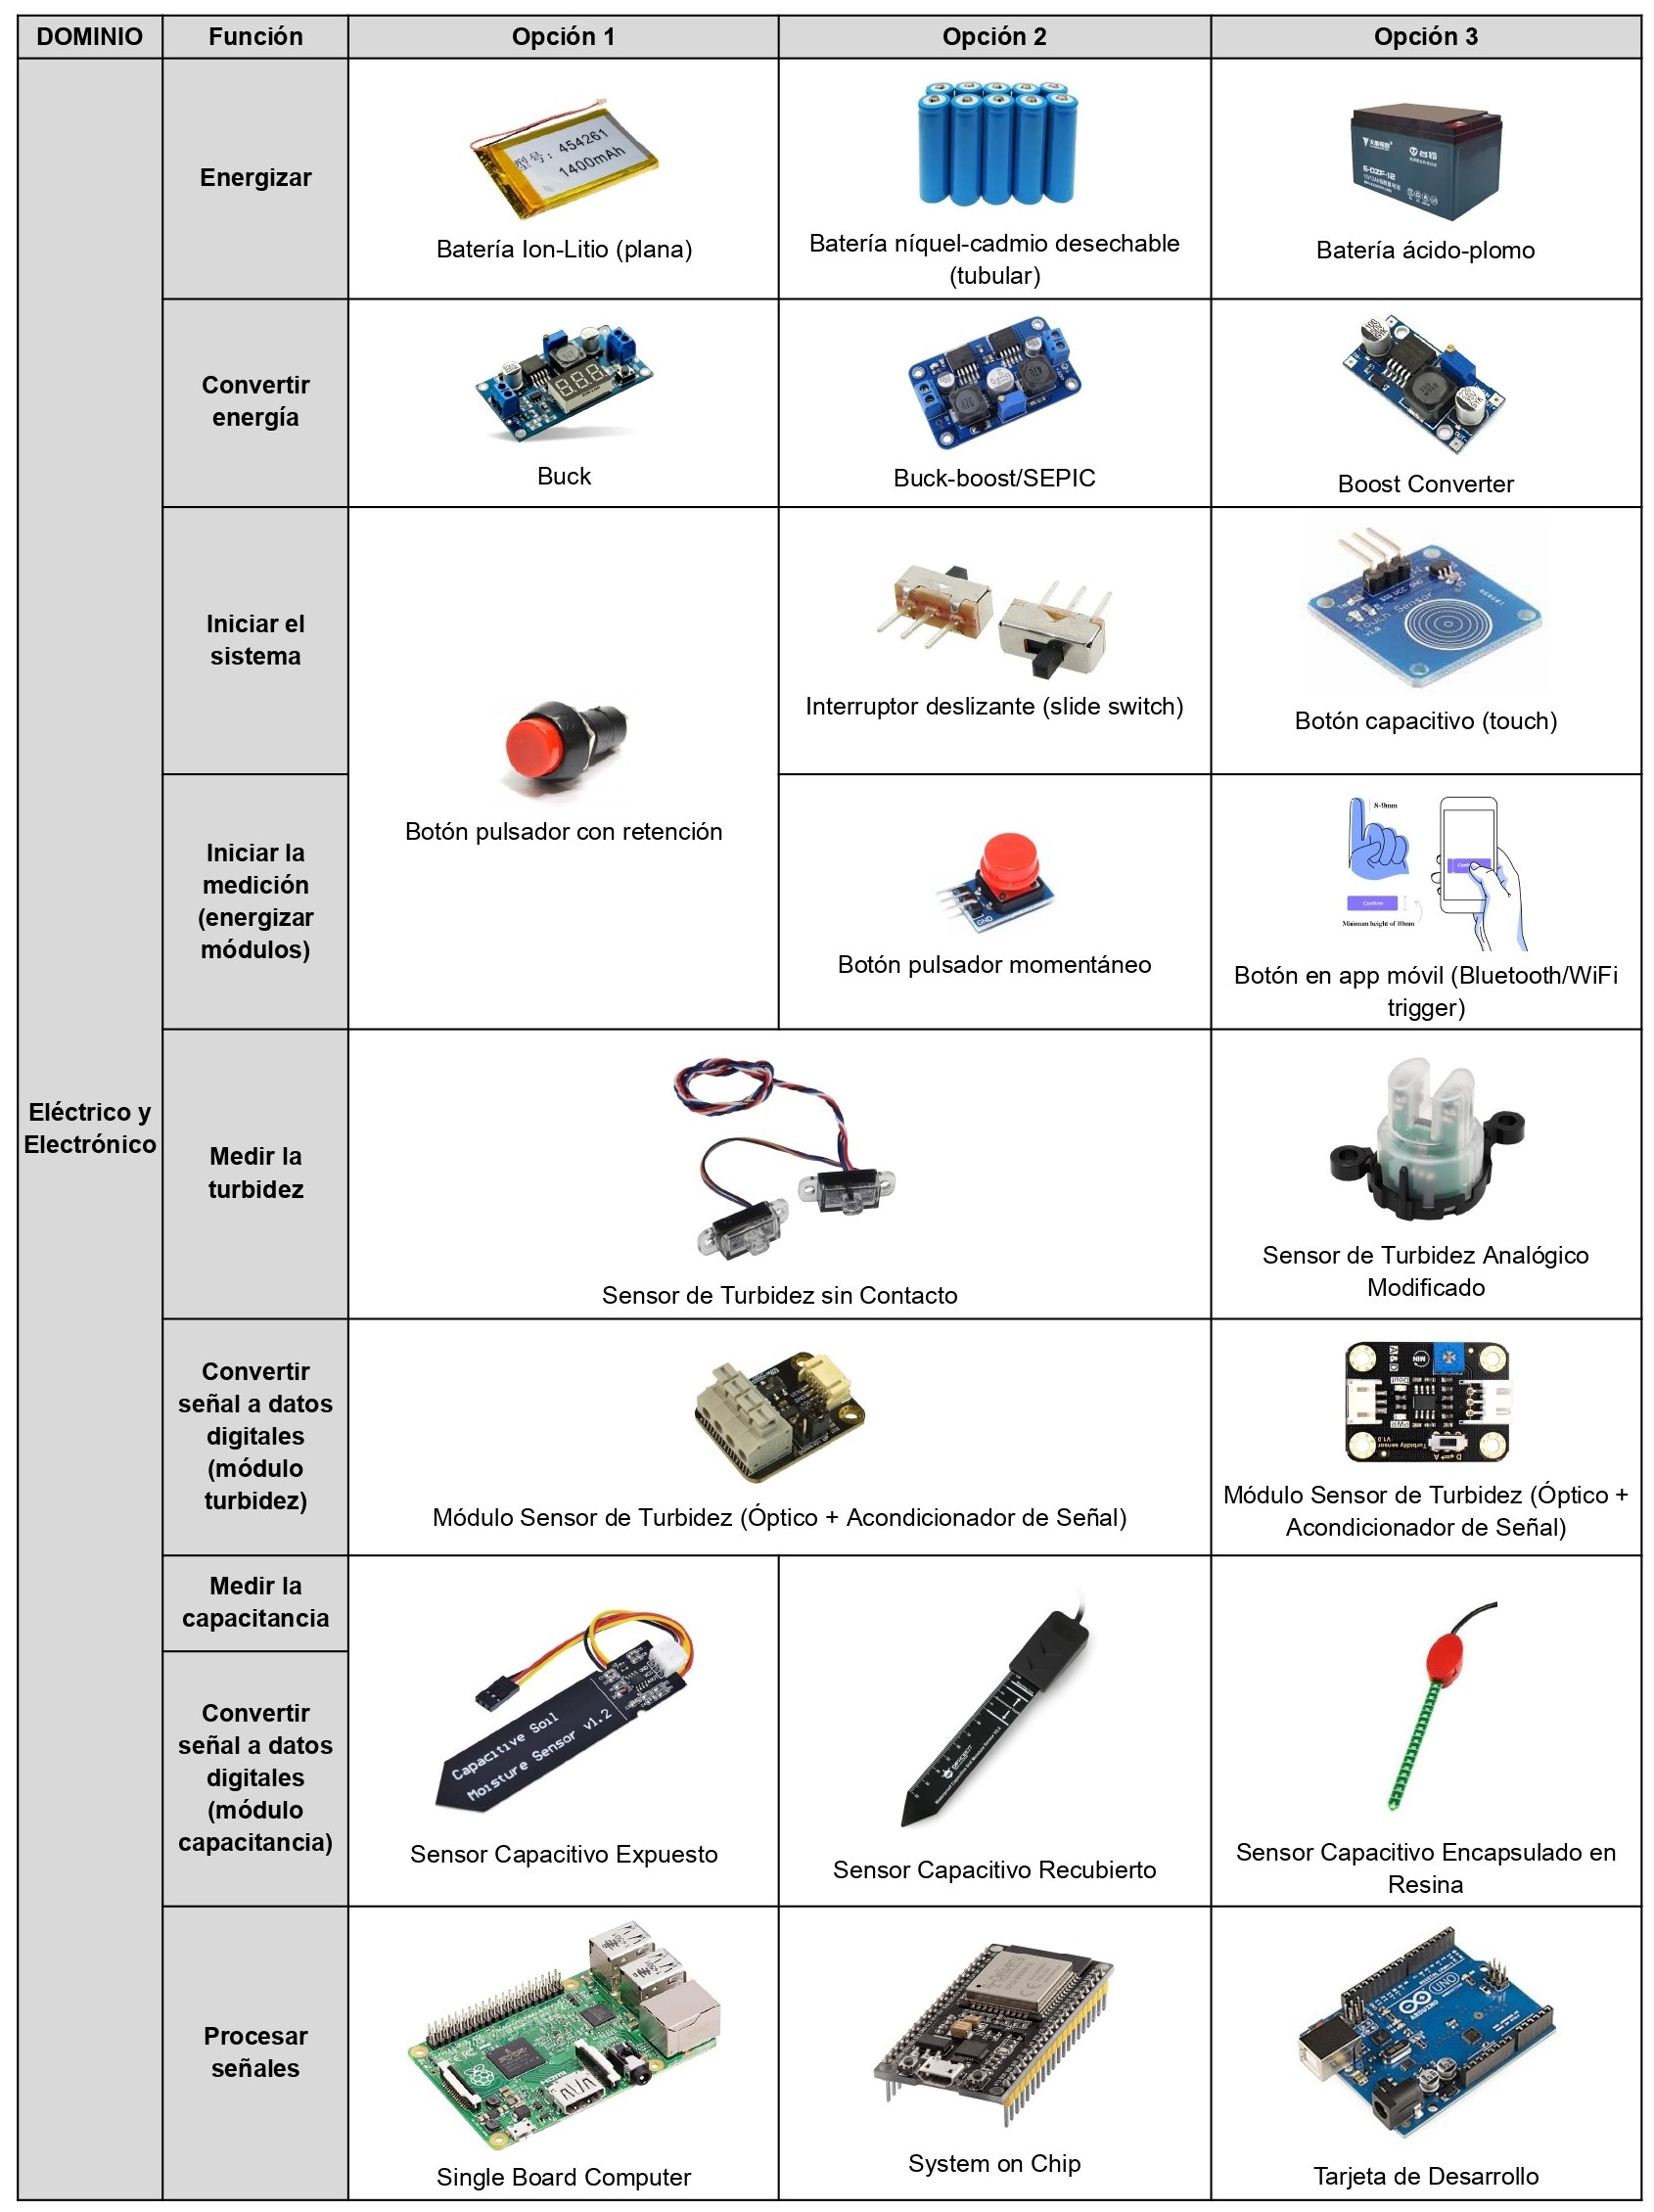 DOMINIO
Función
Opción 1
Opción 2
Opción 3
Eléctrico y
Electrónico
Energizar
型号: 454261
1400mAh
Batería Ion-Litio (plana)
Batería níquel-cadmio desechable
(tubular)
6-DZF-12
Batería ácido-plomo
Convertir
energía
Buck
Buck-boost/SEPIC
Boost Converter
Iniciar el
sistema
Botón pulsador con retención
Interruptor deslizante (slide switch)
Touch Sensor
Botón capacitivo (touch)
Iniciar la
medición
(energizar
módulos)
GND
Botón pulsador momentáneo
8-9mm
Confirm
Minimum height of 10mm
Botón en app móvil (Bluetooth/WiFi
trigger)
Medir la
turbidez
Sensor de Turbidez sin Contacto
Sensor de Turbidez Analógico
Modificado
Convertir
señal a datos
digitales
(módulo
turbidez)
Módulo Sensor de Turbidez (Óptico + Acondicionador de Señal)
MIN
Turbidity sensor
V1.0
Módulo Sensor de Turbidez (Óptico +
Acondicionador de Señal)
Medir la
capacitancia
Convertir
señal a datos
digitales
(módulo
capacitancia)
Capacitive Soil
Moisture Sensor v1.2
Sensor Capacitivo Expuesto
DFROBOT
Sensor Capacitivo Recubierto
Sensor Capacitivo Encapsulado en
Resina
Procesar
señales
HDMI
Single Board Computer
System on Chip
UNO
ARDUINO
Tarjeta de Desarrollo